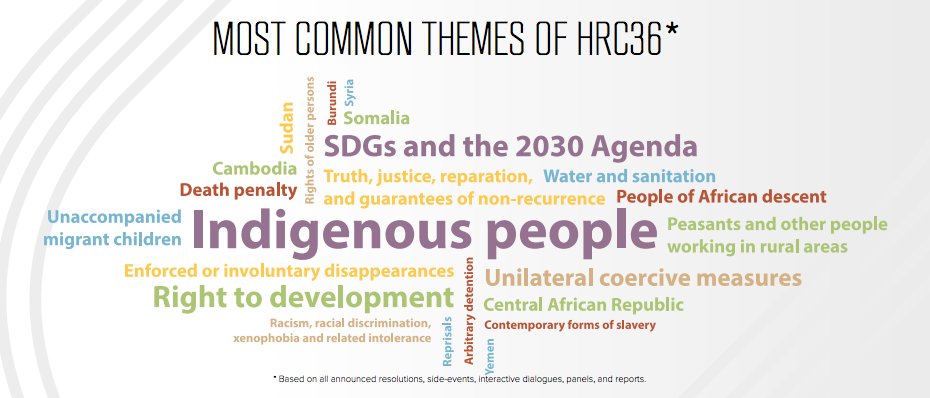 MOST COMMON THEMES OF HRC36*
Sudan
Rights of older persons
Burundi
Syria
Somalia
SDGs and the 2030 Agenda
Cambodia
Death penalty
Truth, justice, reparation,
and guarantees of non-recurrence
Water and sanitation
People of African descent
Unaccompanied
migrant children
Indigenous people
Peasants and other people
working in rural areas
Enforced or involuntary disappearances
Right to development
Arbitrary detention
Unilateral coercive measures
Central African Republic
Racism, racial discrimination,
xenophobia and related intolerance
Reprisals
Contemporary forms of slavery
Yemen
* Based on all announced resolutions, side-events, interactive dialogues, panels, and reports.